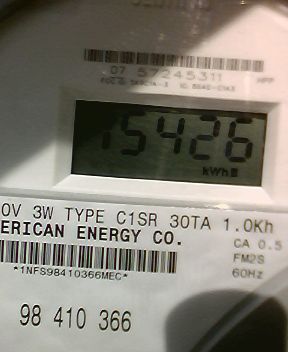 07 57245311
15426
kWh
0V 3W TYPE C1SR 30TA 1.0Kh
ERICAN ENERGY CO.
CA 0.5
FM2S
60Hz
*1NFS98410366MEC*
98 410 366